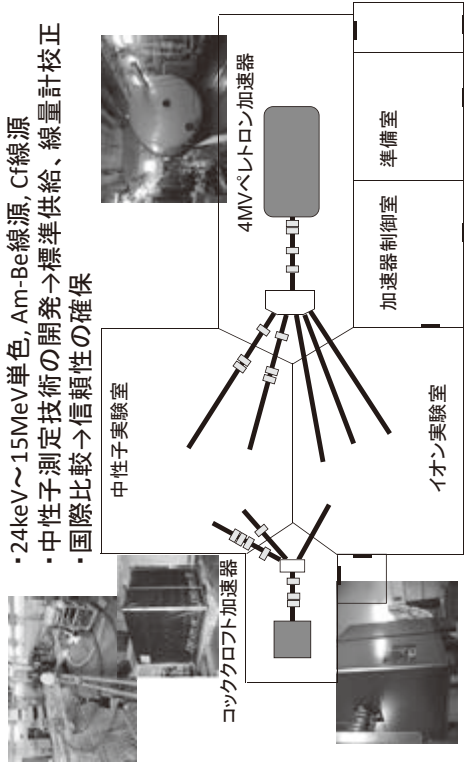 ・24keV～15MeV単色, Am-Be線源, Cf線源
・中性子測定技術の開発→標準供給、線量計校正
・国際比較→信頼性の確保
中性子実験室
4MVペレトロン加速器
コッククロフト加速器
イオン実験室
加速器制御室
準備室